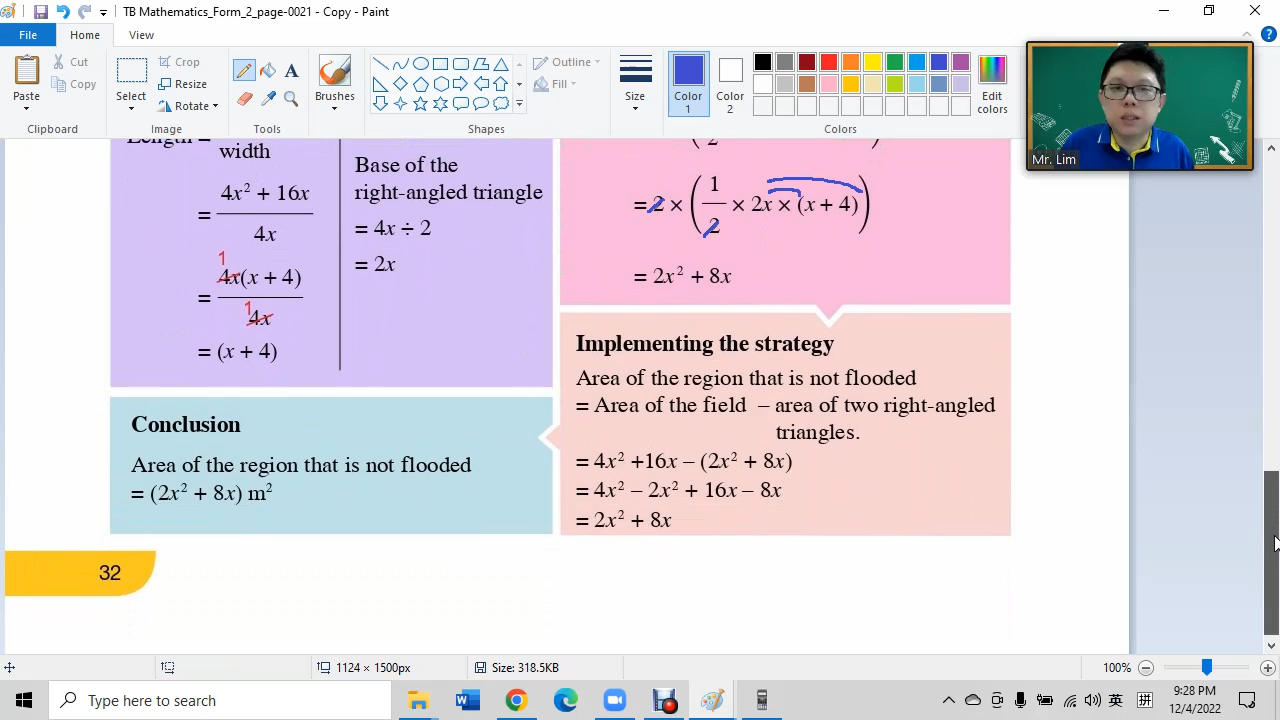 TB Mathematics_Form_2_page-0021 - Copy - Paint
File
Home
View
Paste
Cut
Copy
Clipboard
Select
Crop
Resize
Rotate
Image
A
Tools
Brushes
Outline
Fill
Shapes
Size
Color
1
Color
2
Edit
colors
Colors
Mr. Lim
Length =
width
= 4x² + 16x
4x
1
= 4x(x + 4)
1
4x
= (x + 4)
Base of the
right-angled triangle
= 4x ÷ 2
= 2x
2
= 2 × ( 1/2 × 2x × (x + 4) )
= 2x² + 8x
Implementing the strategy
Area of the region that is not flooded
= Area of the field – area of two right-angled
triangles.
= 4x² +16x – (2x² + 8x)
= 4x² – 2x² + 16x – 8x
= 2x² + 8x
Conclusion
Area of the region that is not flooded
= (2x² + 8x) m²
32
1124 × 1500px
Size: 318.5KB
100%
Type here to search
英
拼
9:28 PM
12/4/2022